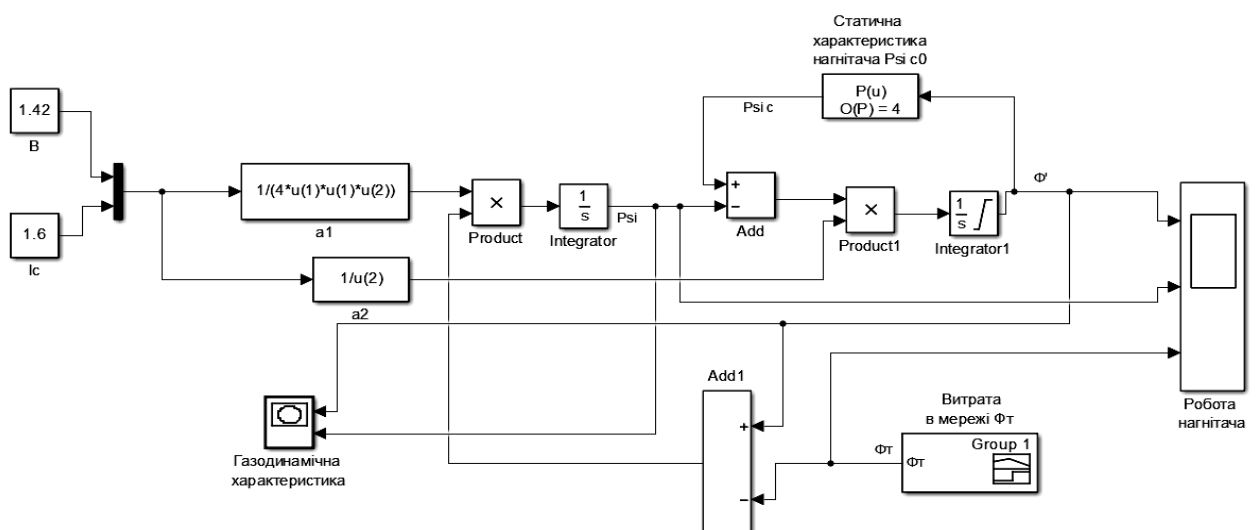 Статична
характеристика
нагнітача Psi c0
P(u)
O(P) = 4
Psi c
1.42
B
1.6
Ic
1/(4*u(1)*u(1)*u(2))
a1
1/u(2)
a2
×
Product
1
s
Integrator
Psi
+
−
Add
×
Product1
1
s
Integrator1
Ф'
Add1
+
−
Витрата
в мережі Фт
Group 1
Фт
Фт
Робота
нагнітача
Газодинамічна
характеристика